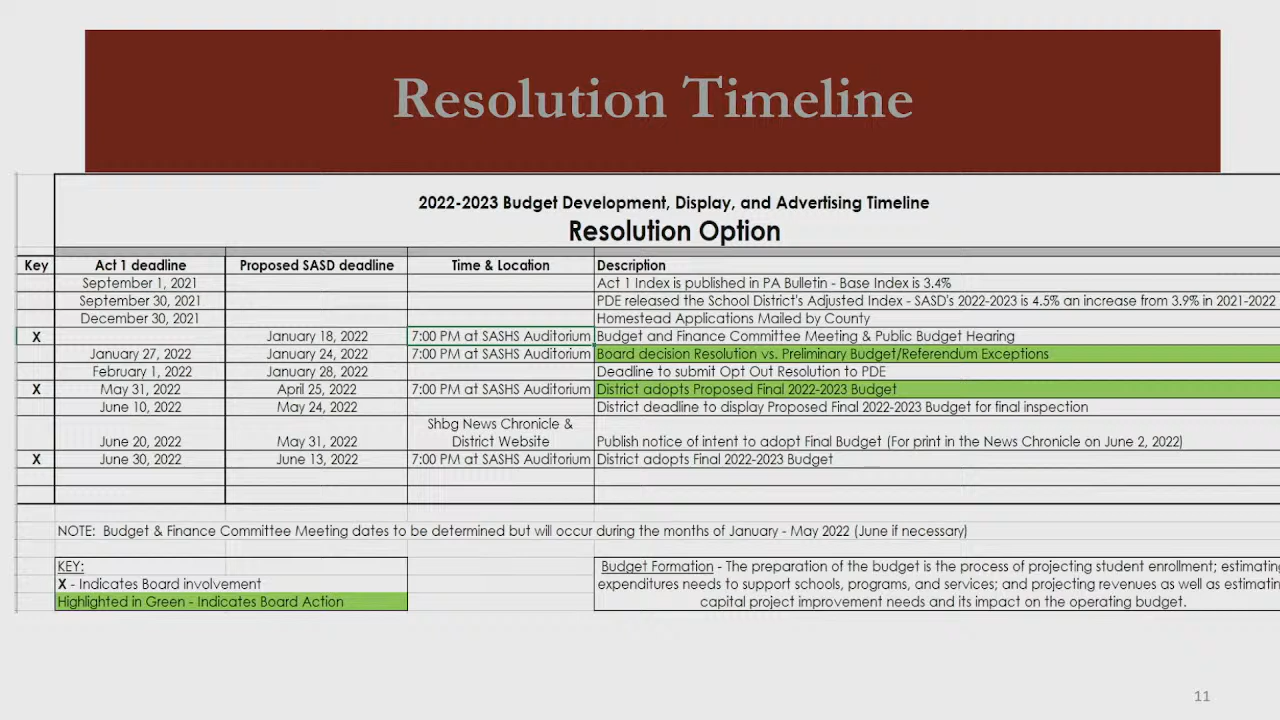 Resolution Timeline
2022-2023 Budget Development, Display, and Advertising Timeline
Resolution Option
Key Act 1 deadline Proposed SASD deadline Time & Location Description
September 1, 2021 Act 1 Index is published in PA Bulletin - Base Index is 3.4%
September 30, 2021 PDE released the School District's Adjusted Index - SASD's 2022-2023 is 4.5% an increase from 3.9% in 2021-2022
December 30, 2021 Homestead Applications Mailed by County
X January 18, 2022 7:00 PM at SASHS Auditorium Budget and Finance Committee Meeting & Public Budget Hearing
January 27, 2022 January 24, 2022 7:00 PM at SASHS Auditorium Board decision Resolution vs. Preliminary Budget/Referendum Exceptions
February 1, 2022 January 28, 2022 Deadline to submit Opt Out Resolution to PDE
X May 31, 2022 April 25, 2022 7:00 PM at SASHS Auditorium District adopts Proposed Final 2022-2023 Budget
June 10, 2022 May 24, 2022 District deadline to display Proposed Final 2022-2023 Budget for final inspection
Shbg News Chronicle &
June 20, 2022 May 31, 2022 District Website Publish notice of intent to adopt Final Budget (For print in the News Chronicle on June 2, 2022)
X June 30, 2022 June 13, 2022 7:00 PM at SASHS Auditorium District adopts Final 2022-2023 Budget
NOTE: Budget & Finance Committee Meeting dates to be determined but will occur during the months of January - May 2022 (June if necessary)
KEY:
X - Indicates Board involvement
Highlighted in Green - Indicates Board Action
Budget Formation - The preparation of the budget is the process of projecting student enrollment; estimating
expenditures needs to support schools, programs, and services; and projecting revenues as well as estimatin
capital project improvement needs and its impact on the operating budget.
11